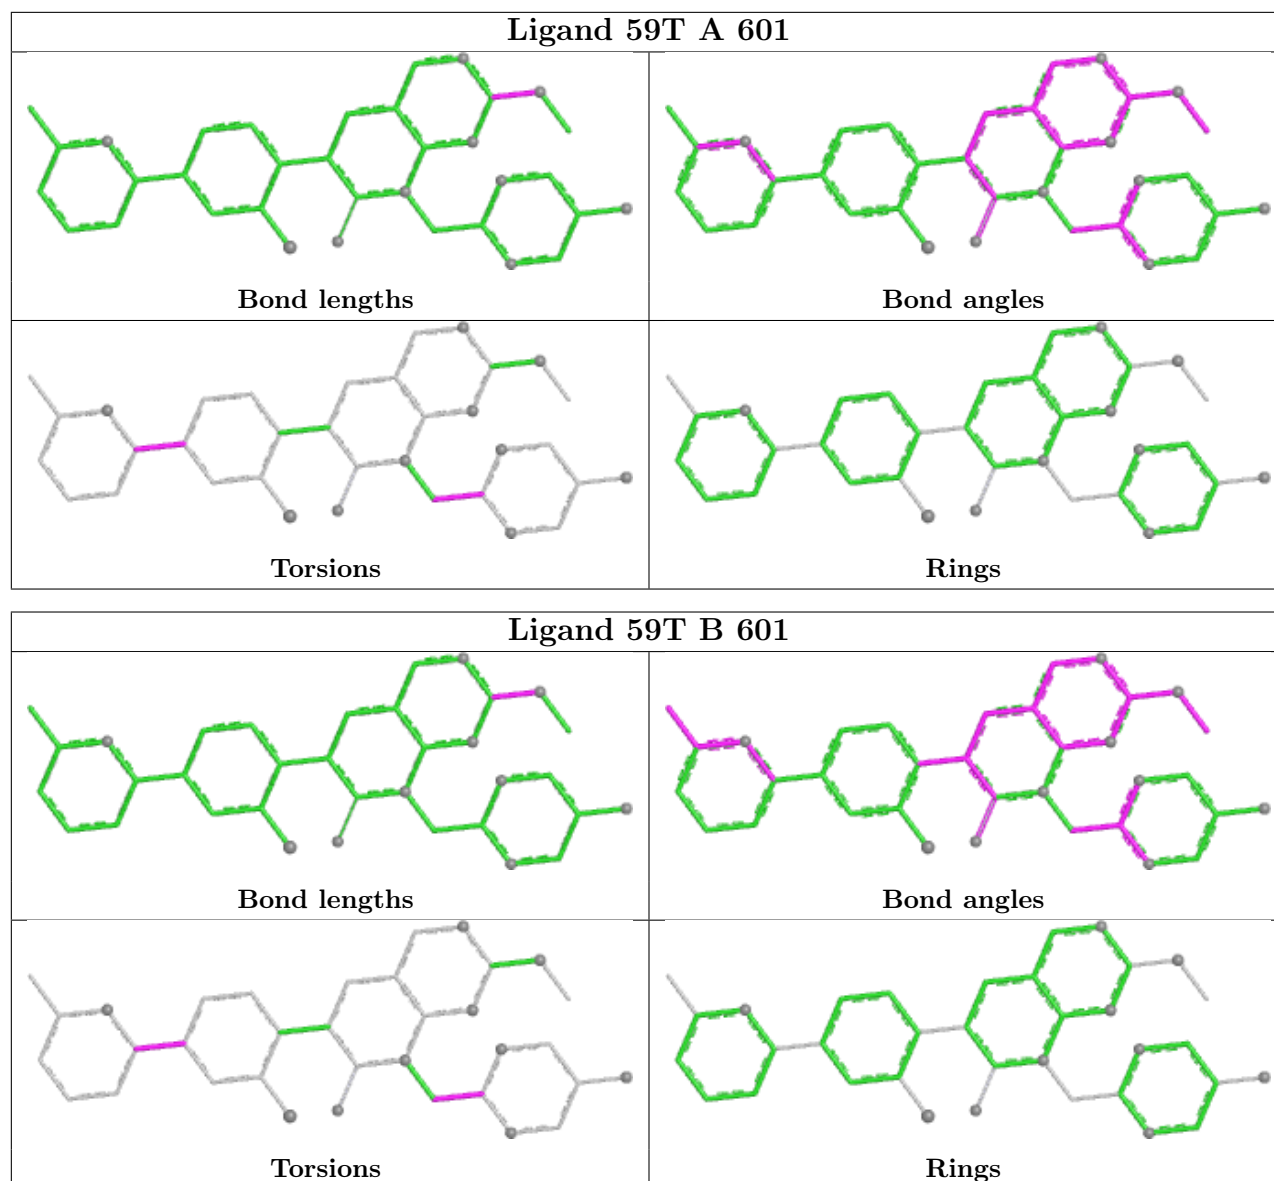 Ligand 59T A 601
Bond lengths
Bond angles
Torsions
Rings
Ligand 59T B 601
Bond lengths
Bond angles
Torsions
Rings